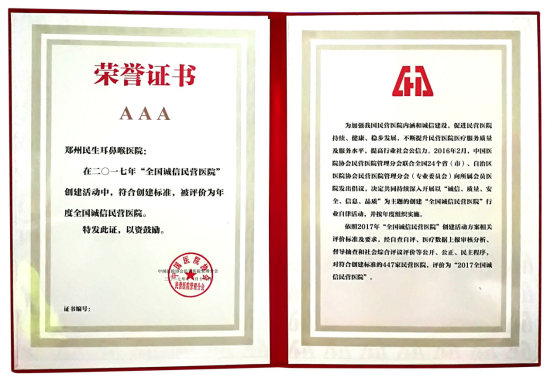 荣誉证书
AAA
郑州民生耳鼻喉医院：
在二〇一七年“全国诚信民营医院”
创建活动中，符合创建标准，被评价为年
度全国诚信民营医院。
特发此证，以资鼓励。
中国医院协会
民营医院管理分会
证书编号：
为加强我国民营医院内涵和诚信建设，促进民营医院
持续、健康、稳步发展，不断提升民营医院医疗服务质量
及服务水平，提高行业社会公信力。2016年2月，中国医
院协会民营医院管理分会联合全国24个省（市）、自治区
医院协会民营医院管理分会（专业委员会）向所属会员医
院发出倡议，决定共同持续深入开展以“诚信、质量、安
全、信息、品质”为主题的创建“全国诚信民营医院”行
业自律活动，并按年度组织实施。
依照2017年“全国诚信民营医院”创建活动方案相关
评价标准及要求，经自查自评、医疗数据上报审核分析、
督导抽查和社会综合评议评价等公开、公正、民主程序，
对符合创建标准的447家民营医院，评价为“2017全国诚
信民营医院”。